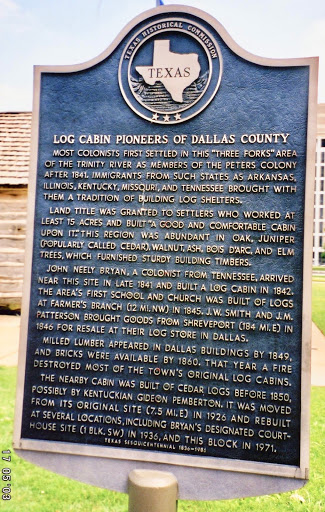 TEXAS HISTORICAL COMMISSION
TEXAS
LOG CABIN PIONEERS OF DALLAS COUNTY
MOST COLONISTS FIRST SETTLED IN THIS "THREE FORKS" AREA
OF THE TRINITY RIVER AS MEMBERS OF THE PETERS COLONY
AFTER 1841. IMMIGRANTS FROM SUCH STATES AS ARKANSAS,
ILLINOIS, KENTUCKY, MISSOURI, AND TENNESSEE BROUGHT WITH
THEM A TRADITION OF BUILDING LOG SHELTERS.
LAND TITLE WAS GRANTED TO SETTLERS WHO WORKED AT
LEAST 15 ACRES AND BUILT "A GOOD AND COMFORTABLE CABIN
UPON IT." THIS REGION WAS ABUNDANT IN OAK, JUNIPER
(POPULARLY CALLED CEDAR), WALNUT, ASH, BOIS D'ARC, AND ELM
TREES, WHICH FURNISHED STURDY BUILDING TIMBERS.
JOHN NEELY BRYAN, A COLONIST FROM TENNESSEE, ARRIVED
NEAR THIS SITE IN LATE 1841 AND BUILT A LOG CABIN IN 1842.
THE AREA'S FIRST SCHOOL AND CHURCH WAS BUILT OF LOGS
AT FARMER'S BRANCH (12 MI. NW) IN 1845. J.W. SMITH AND J.M.
PATTERSON BROUGHT GOODS FROM SHREVEPORT (184 MI. E) IN
1846 FOR RESALE AT THEIR LOG STORE IN DALLAS.
MILLED LUMBER APPEARED IN DALLAS BUILDINGS BY 1849,
AND BRICKS WERE AVAILABLE BY 1860. THAT YEAR A FIRE
DESTROYED MOST OF THE TOWN'S ORIGINAL LOG CABINS.
THE NEARBY CABIN WAS BUILT OF CEDAR LOGS BEFORE 1850,
POSSIBLY BY KENTUCKIAN GIDEON PEMBERTON. IT WAS MOVED
FROM ITS ORIGINAL SITE (7.5 MI. E) IN 1926 AND REBUILT
AT SEVERAL LOCATIONS, INCLUDING BRYAN'S DESIGNATED COURT-
HOUSE SITE (1 BLK. SW) IN 1936, AND THIS BLOCK IN 1971.
TEXAS SESQUICENTENNIAL 1836-1986
17 05'03